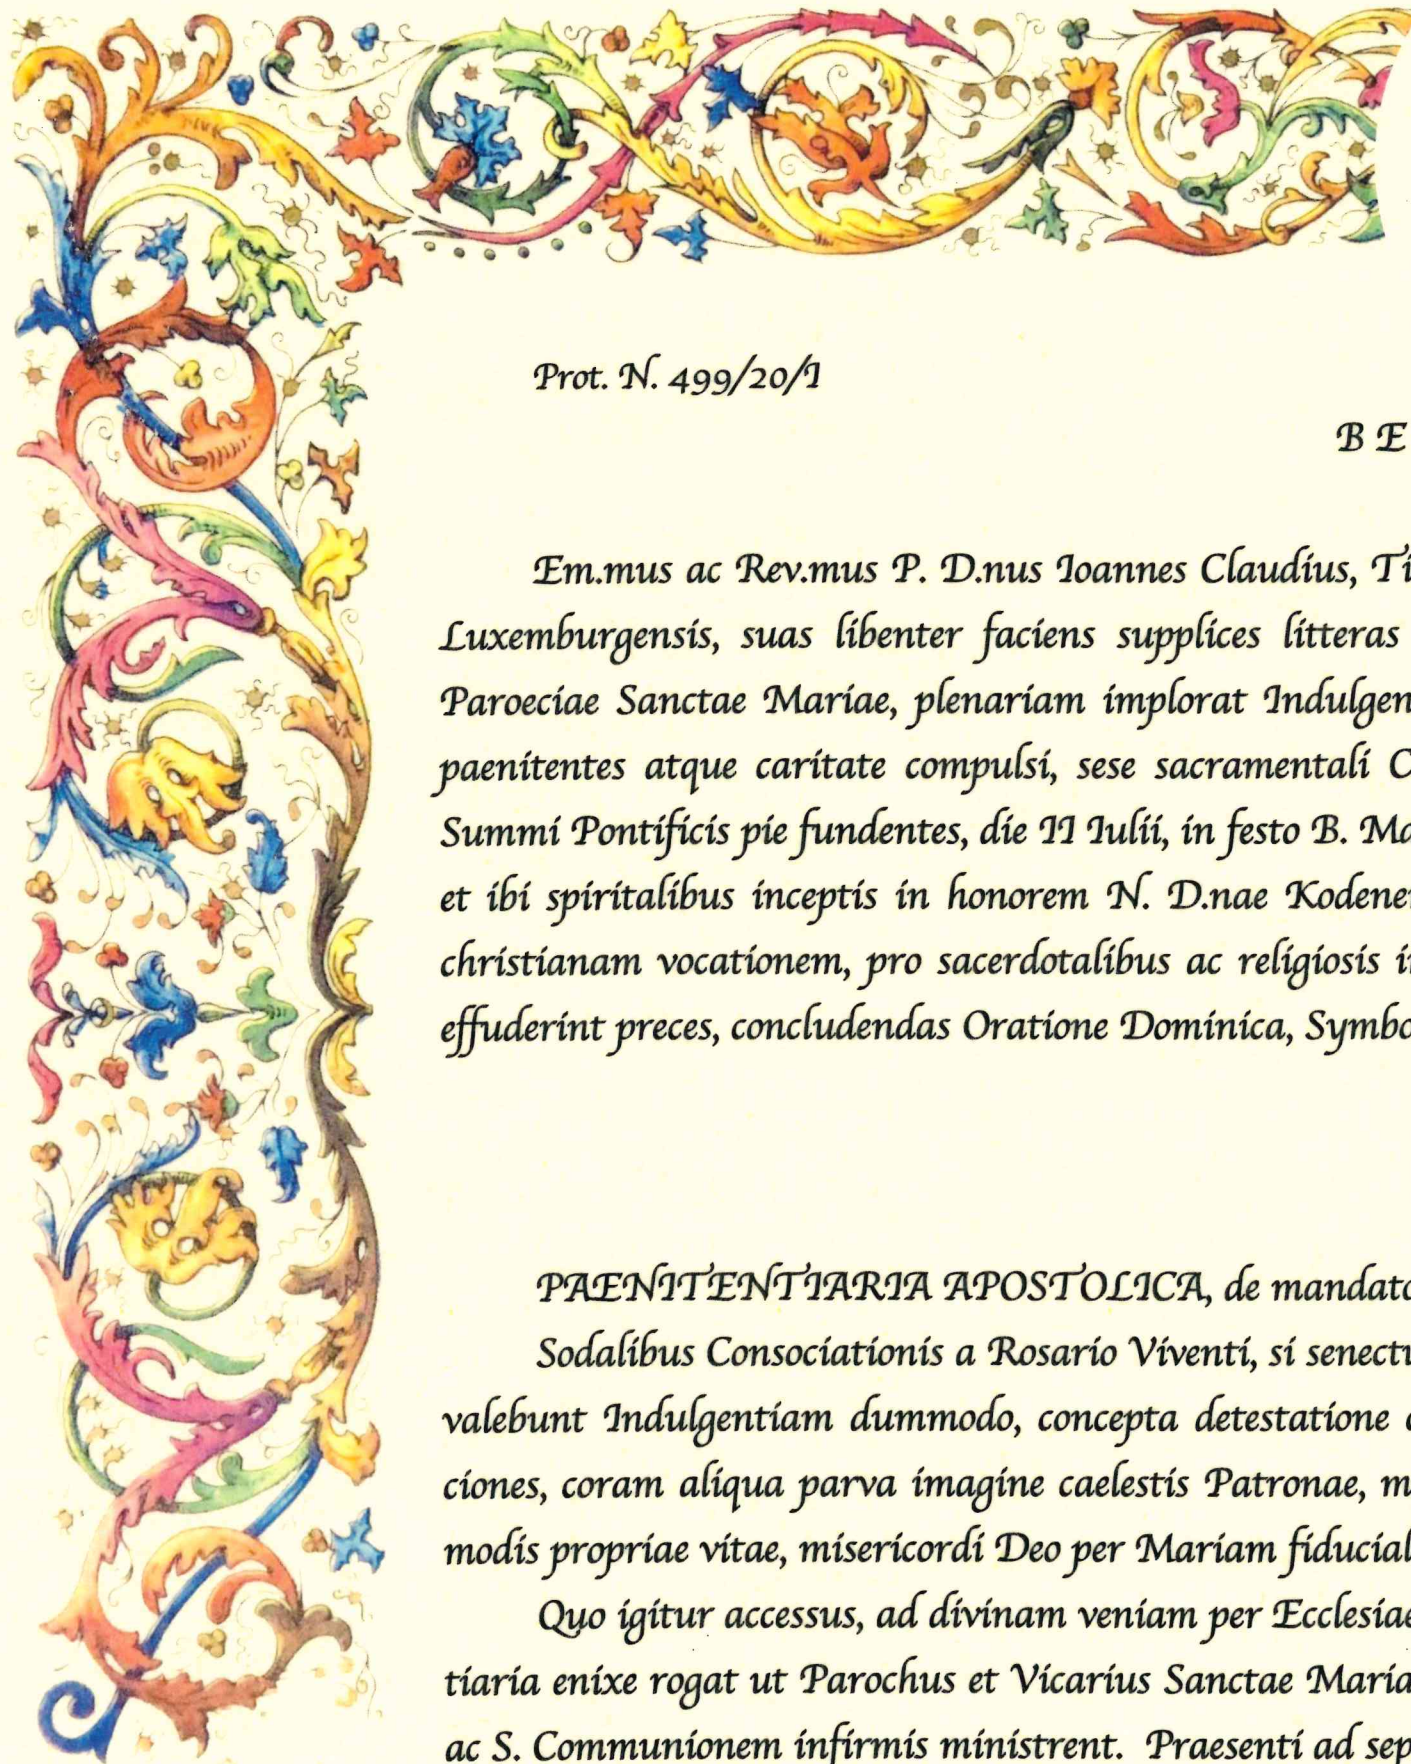 Prot. N. 499/20/I
B E
Em.mus ac Rev.mus P. D.nus Ioannes Claudius, Ti
Luxemburgensis, suas libenter faciens supplices litteras
Paroeciae Sanctae Mariae, plenariam implorat Indulgen
paenitentes atque caritate compulsi, sese sacramentali C
Summi Pontificis pie fundentes, die II Iulii, in festo B. Ma
et ibi spiritalibus inceptis in honorem N. D.nae Kodenen
christianam vocationem, pro sacerdotalibus ac religiosis i
effuderint preces, concludendas Oratione Dominica, Symbo
PAENITENTIARIA APOSTOLICA, de mandato
Sodalibus Consociationis a Rosario Viventi, si senectu
valebunt Indulgentiam dummodo, concepta detestatione
ciones, coram aliqua parva imagine caelestis Patronae, m
modis propriae vitae, misericordi Deo per Mariam fiducial
Quo igitur accessus, ad divinam veniam per Ecclesiae
tiaria enixe rogat ut Parochus et Vicarius Sanctae Maria
ac S. Communionem infirmis ministrent. Praesenti ad sep